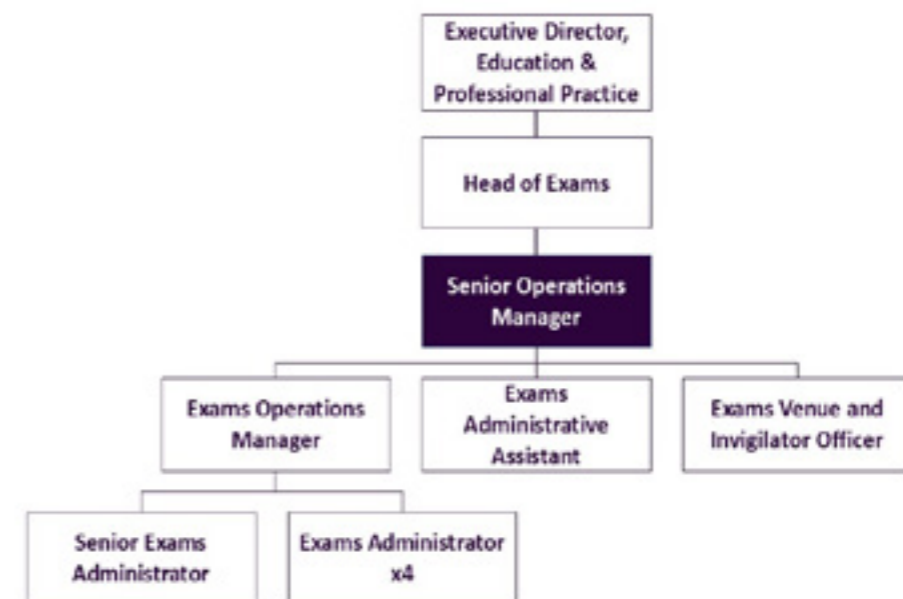 Executive Director,
Education &
Professional Practice
Head of Exams
Senior Operations
Manager
Exams Operations
Manager
Exams
Administrative
Assistant
Exams Venue and
Invigilator Officer
Senior Exams
Administrator
Exams Administrator
x4